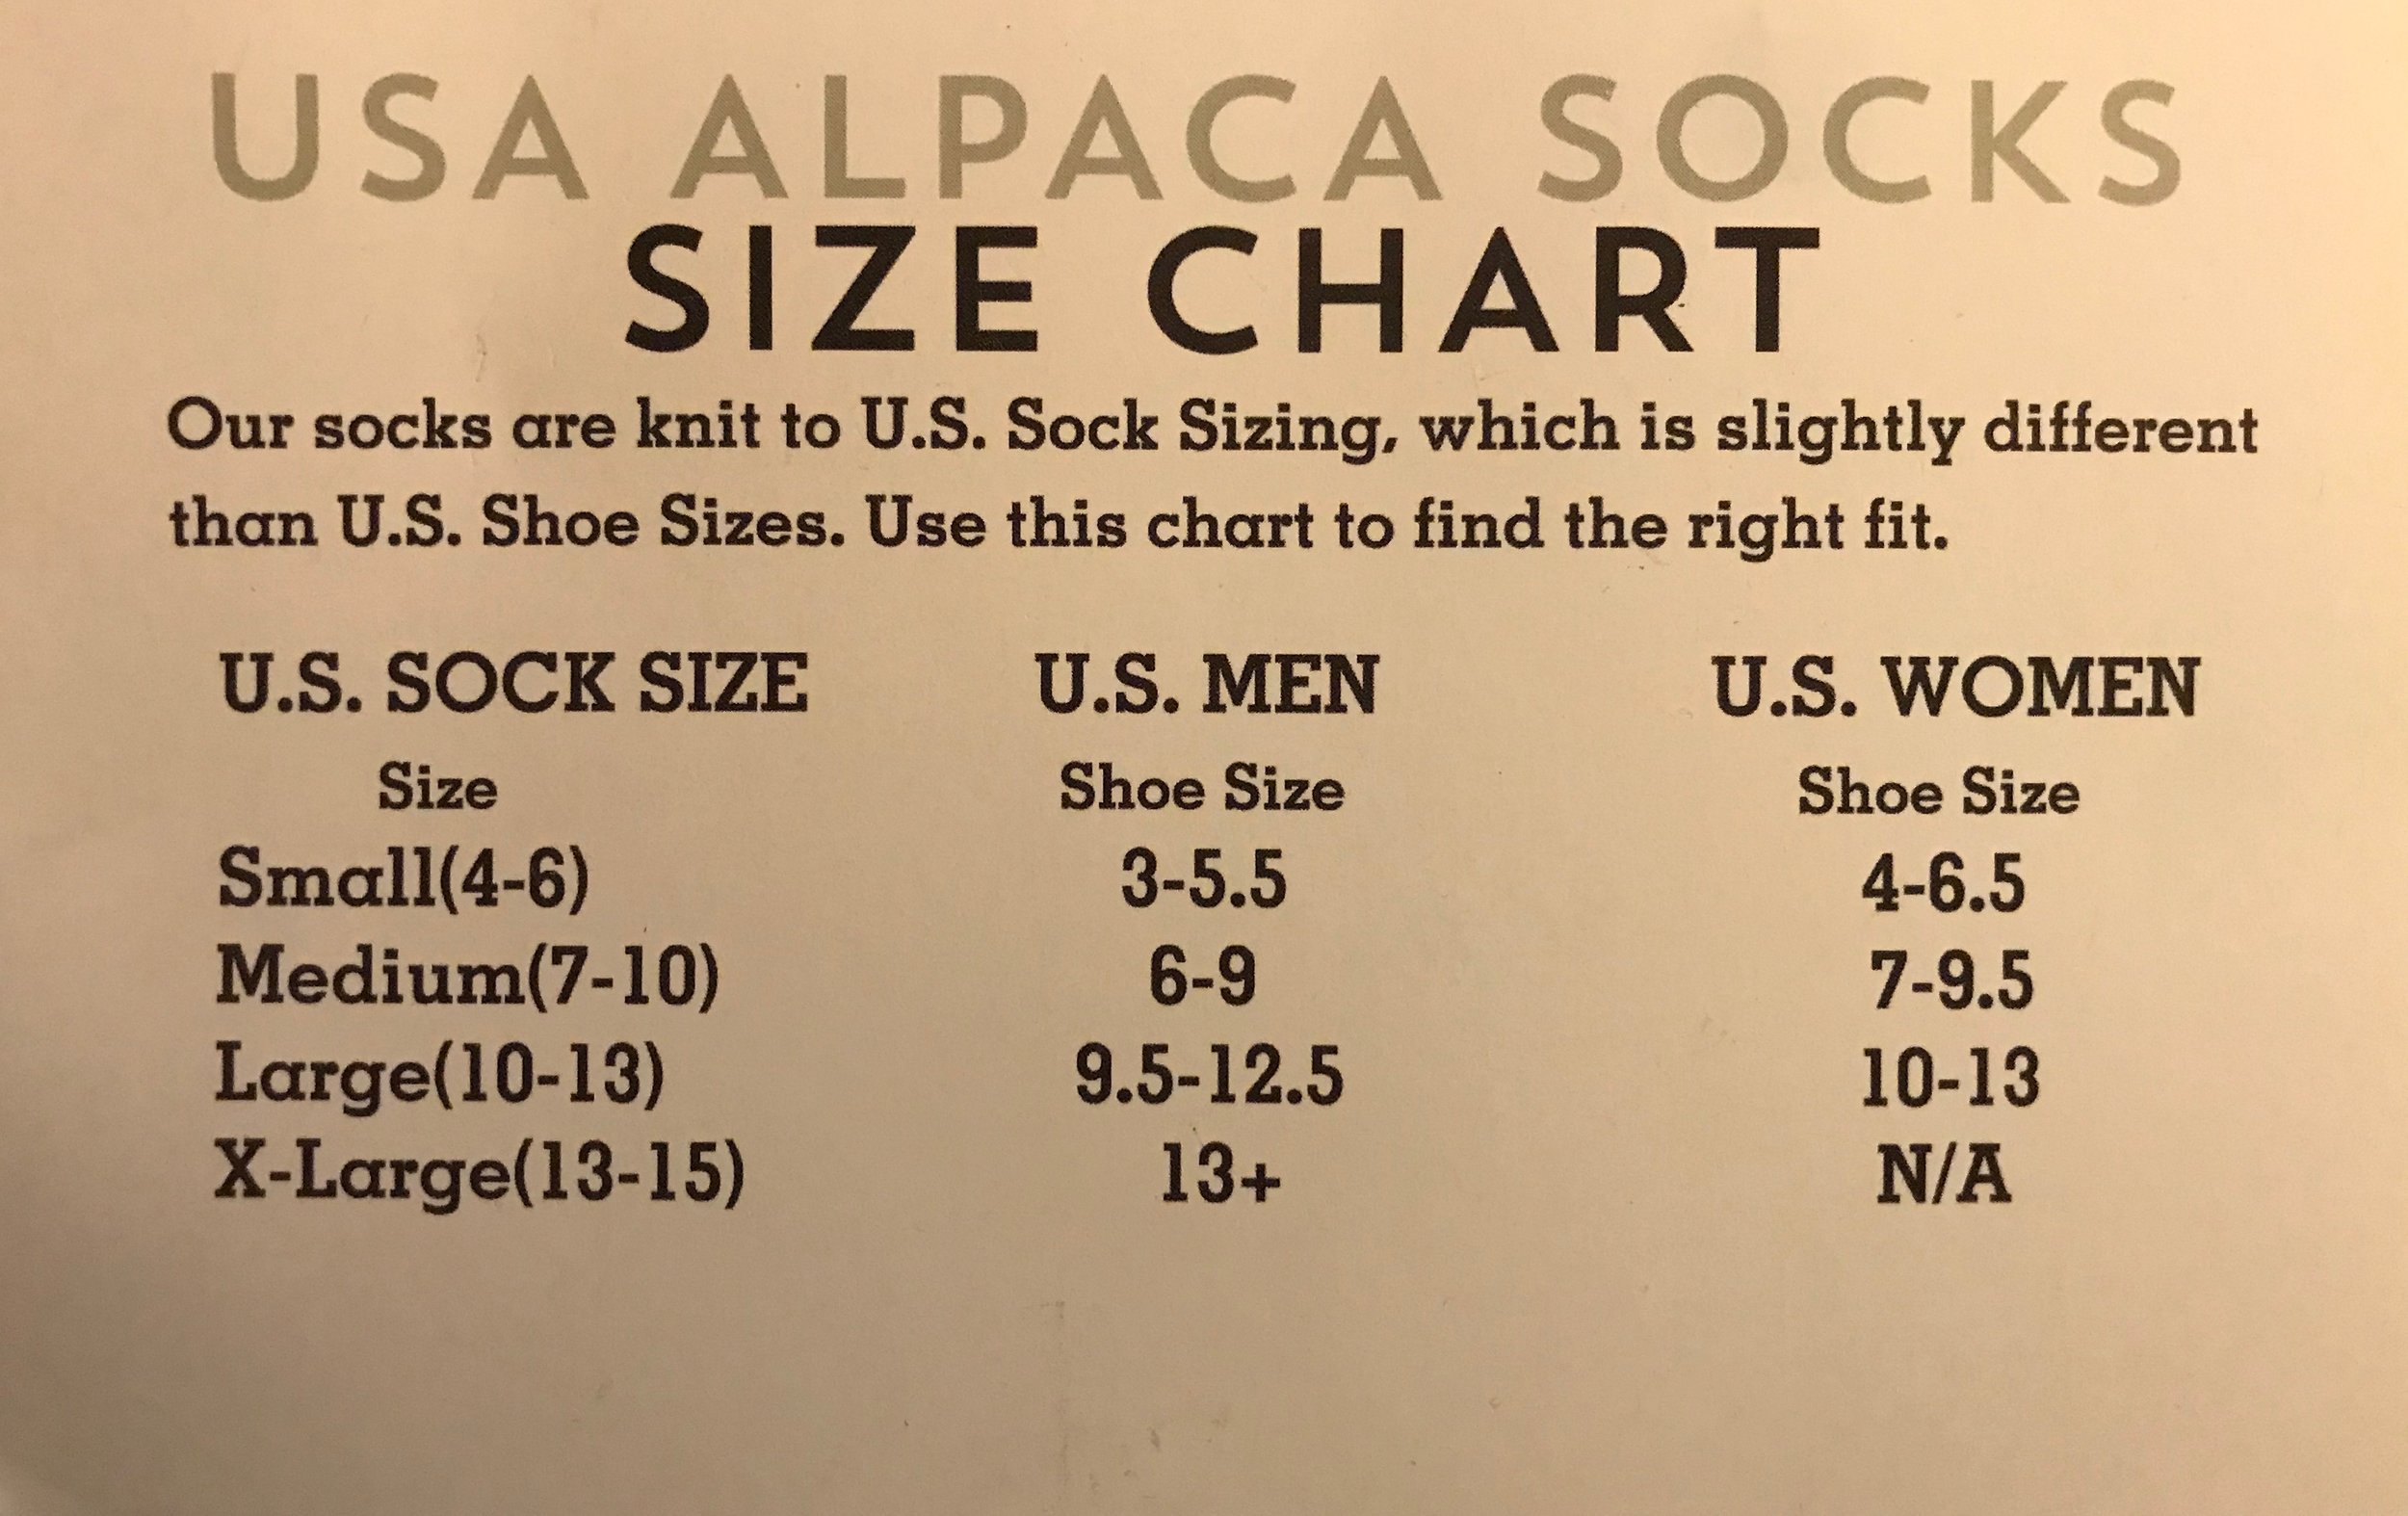 USA ALPACA SOCKS
SIZE CHART
Our socks are knit to U.S. Sock Sizing, which is slightly different
than U.S. Shoe Sizes. Use this chart to find the right fit.
U.S. SOCK SIZE U.S. MEN U.S. WOMEN
Size Shoe Size Shoe Size
Small(4-6) 3-5.5 4-6.5
Medium(7-10) 6-9 7-9.5
Large(10-13) 9.5-12.5 10-13
X-Large(13-15) 13+ N/A